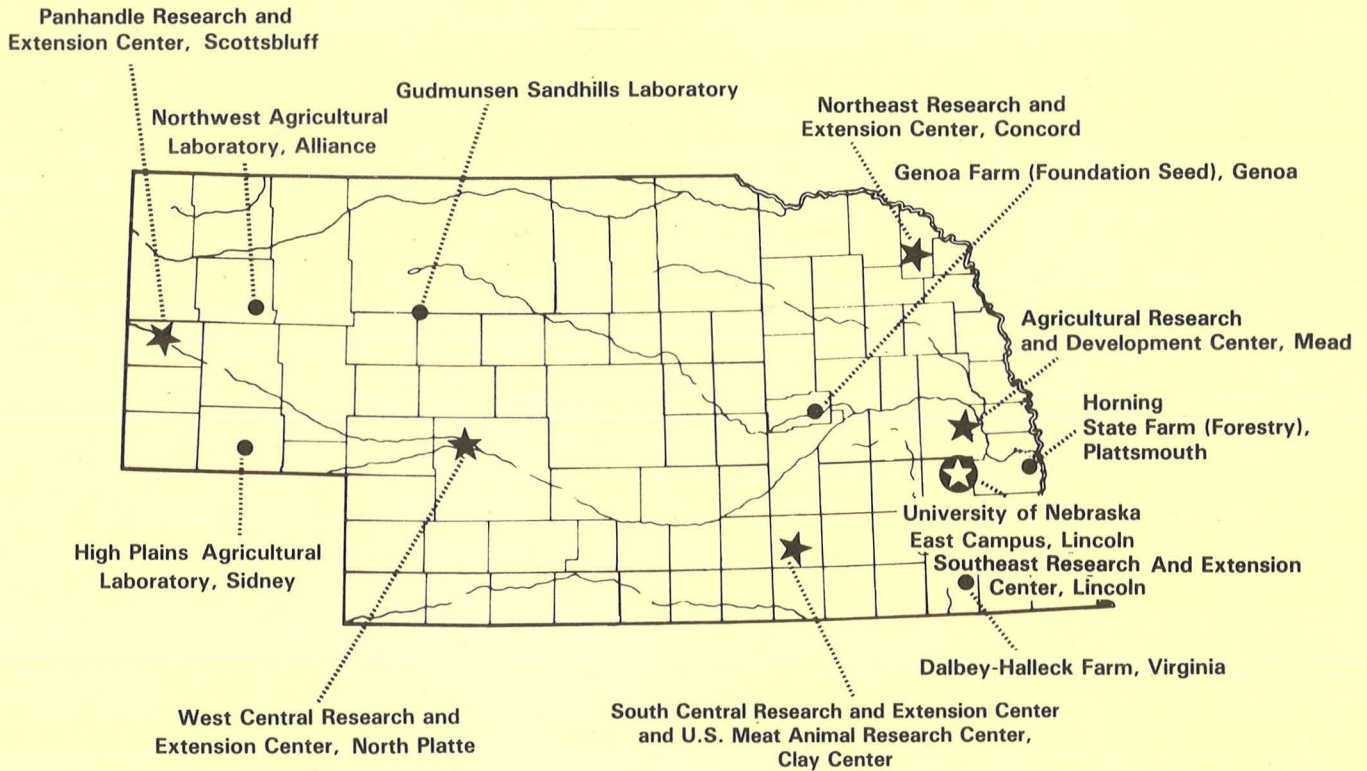 Panhandle Research and
Extension Center, Scottsbluff
Northwest Agricultural
Laboratory, Alliance
Gudmunsen Sandhills Laboratory
Northeast Research and
Extension Center, Concord
Genoa Farm (Foundation Seed), Genoa
Agricultural Research
and Development Center, Mead
Horning
State Farm (Forestry),
Plattsmouth
University of Nebraska
East Campus, Lincoln
Southeast Research And Extension
Center, Lincoln
High Plains Agricultural
Laboratory, Sidney
Dalbey-Halleck Farm, Virginia
West Central Research and
Extension Center, North Platte
South Central Research and Extension Center
and U.S. Meat Animal Research Center,
Clay Center